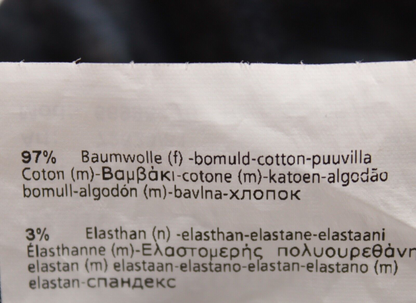 97% Baumwolle (f) -bomuld-cotton-puuvilla
Coton (m)-Βαμβάκι-cotone (m)-katoen-algodão
bomull-algodón (m)-bavlna-хлопок
3% Elasthan (n) -elasthan-elastane-elastaani
Élasthanne (m)-Ελαστομερής πολυουρεθάνη
elastan (m) elastaan-elastano-elastan-elastano (m)
elastan-спандекс